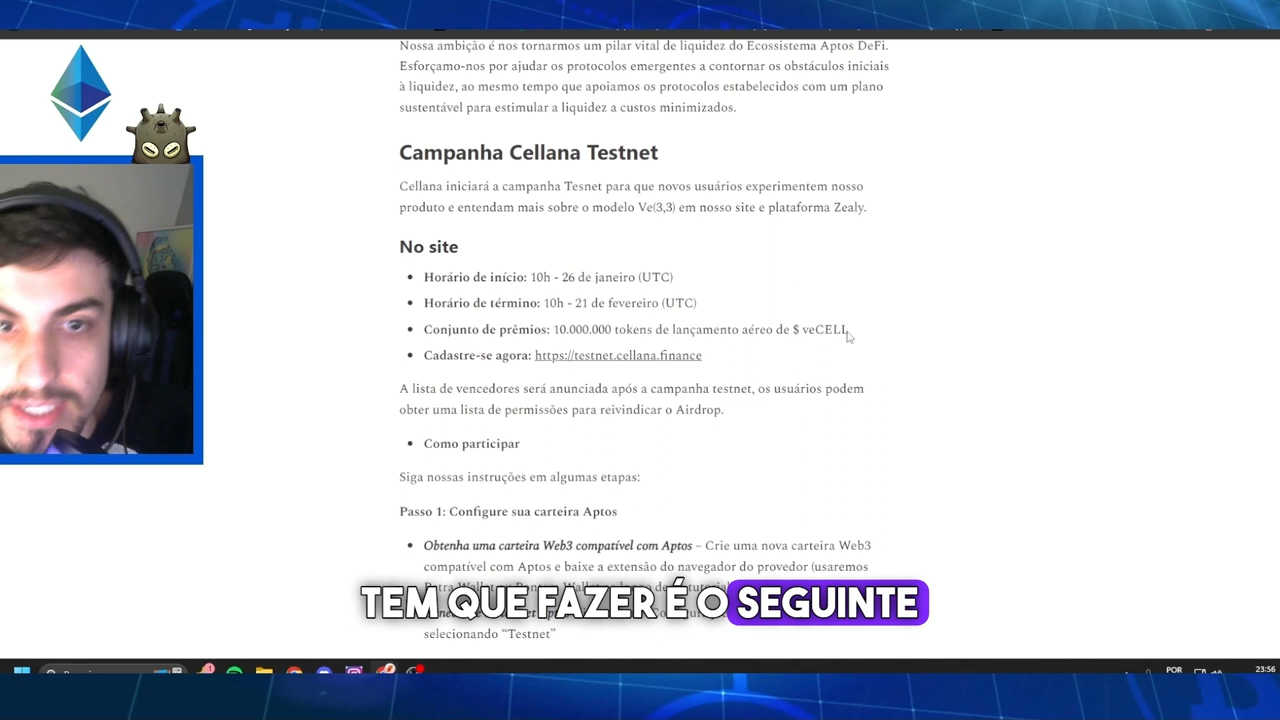 Nossa ambição é nos tornarmos um pilar vital de liquidez do Ecossistema Aptos DeFi.
Esforçamo-nos por ajudar os protocolos emergentes a contornar os obstáculos iniciais
à liquidez, ao mesmo tempo que apoiamos os protocolos estabelecidos com um plano
sustentável para estimular a liquidez a custos minimizados.
Campanha Cellana Testnet
Cellana iniciará a campanha Tesnet para que novos usuários experimentem nosso
produto e entendam mais sobre o modelo Ve(3,3) em nosso site e plataforma Zealy.
No site
Horário de início: 10h - 26 de janeiro (UTC)
Horário de término: 10h - 21 de fevereiro (UTC)
Conjunto de prêmios: 10.000.000 tokens de lançamento aéreo de $ veCELL
Cadastre-se agora: https://testnet.cellana.finance
A lista de vencedores será anunciada após a campanha testnet, os usuários podem
obter uma lista de permissões para reivindicar o Airdrop.
Como participar
Siga nossas instruções em algumas etapas:
Passo 1: Configure sua carteira Aptos
Obtenha uma carteira Web3 compatível com Aptos – Crie uma nova carteira Web3
compatível com Aptos e baixe a extensão do navegador do provedor (usaremos
TEM QUE FAZER É O SEGUINTE
selecionando “Testnet”
POR
23:56